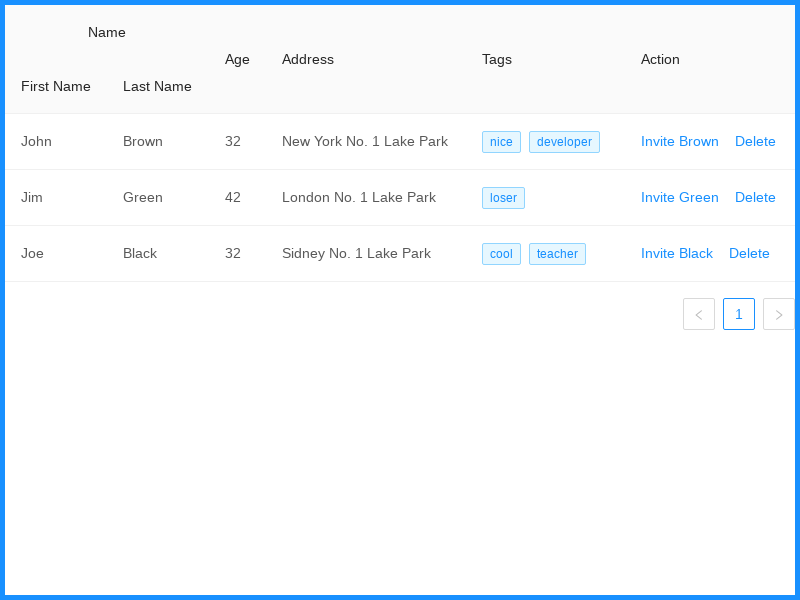 Name
Age Address Tags Action
First Name Last Name
John Brown 32 New York No. 1 Lake Park nice developer Invite Brown Delete
Jim Green 42 London No. 1 Lake Park loser Invite Green Delete
Joe Black 32 Sidney No. 1 Lake Park cool teacher Invite Black Delete
1